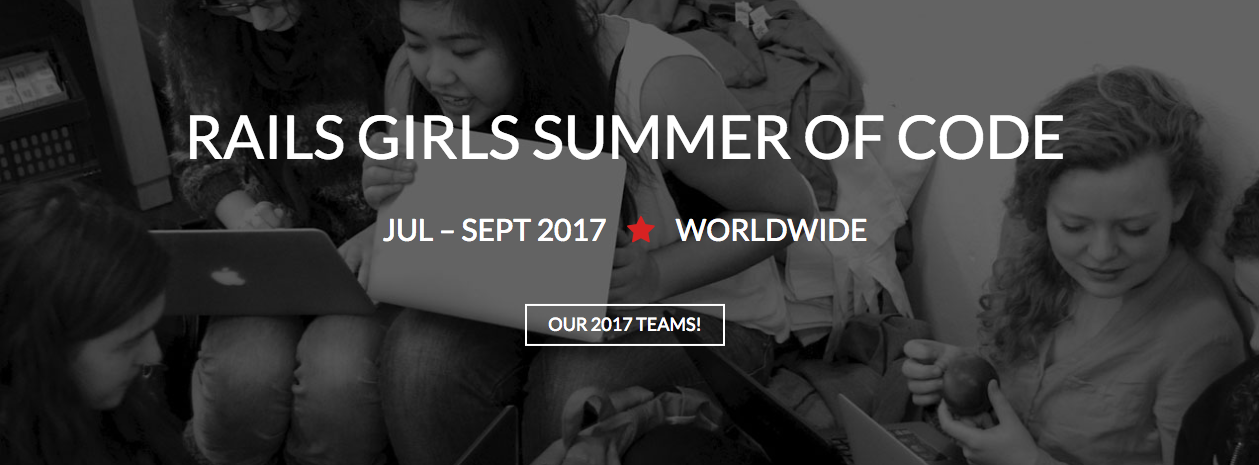 RAILS GIRLS SUMMER OF CODE
JUL – SEPT 2017 ★ WORLDWIDE
OUR 2017 TEAMS!